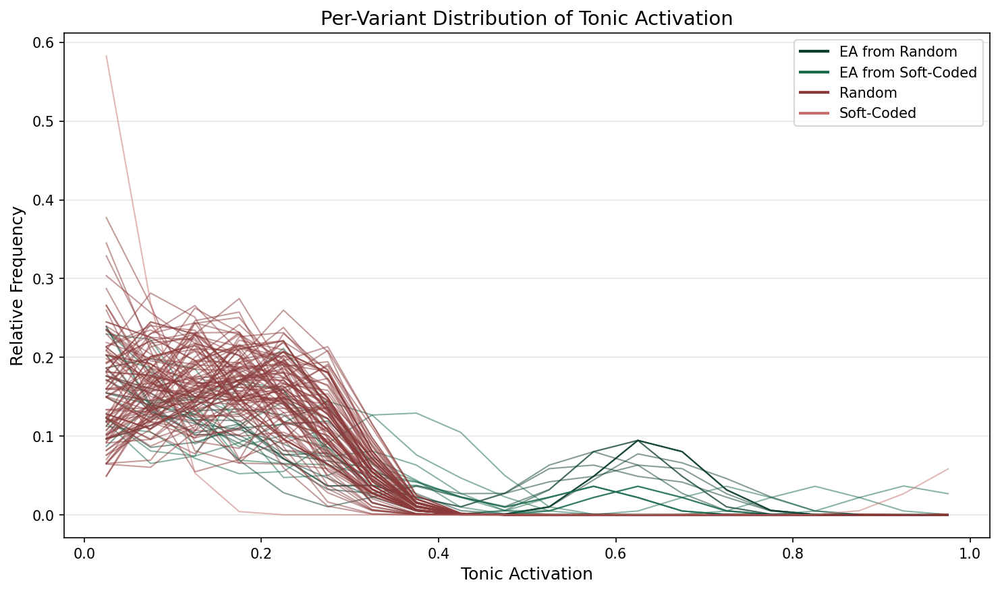 Per-Variant Distribution of Tonic Activation
EA from Random
EA from Soft-Coded
Random
Soft-Coded
Relative Frequency
0.6
0.5
0.4
0.3
0.2
0.1
0.0
0.0 0.2 0.4 0.6 0.8 1.0
Tonic Activation